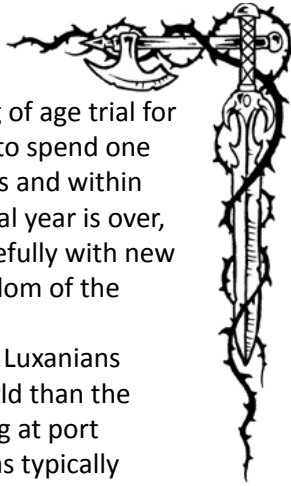 g of age trial for
to spend one
s and within
al year is over,
efully with new
dom of the
Luxanians
ld than the
g at port
ns typically